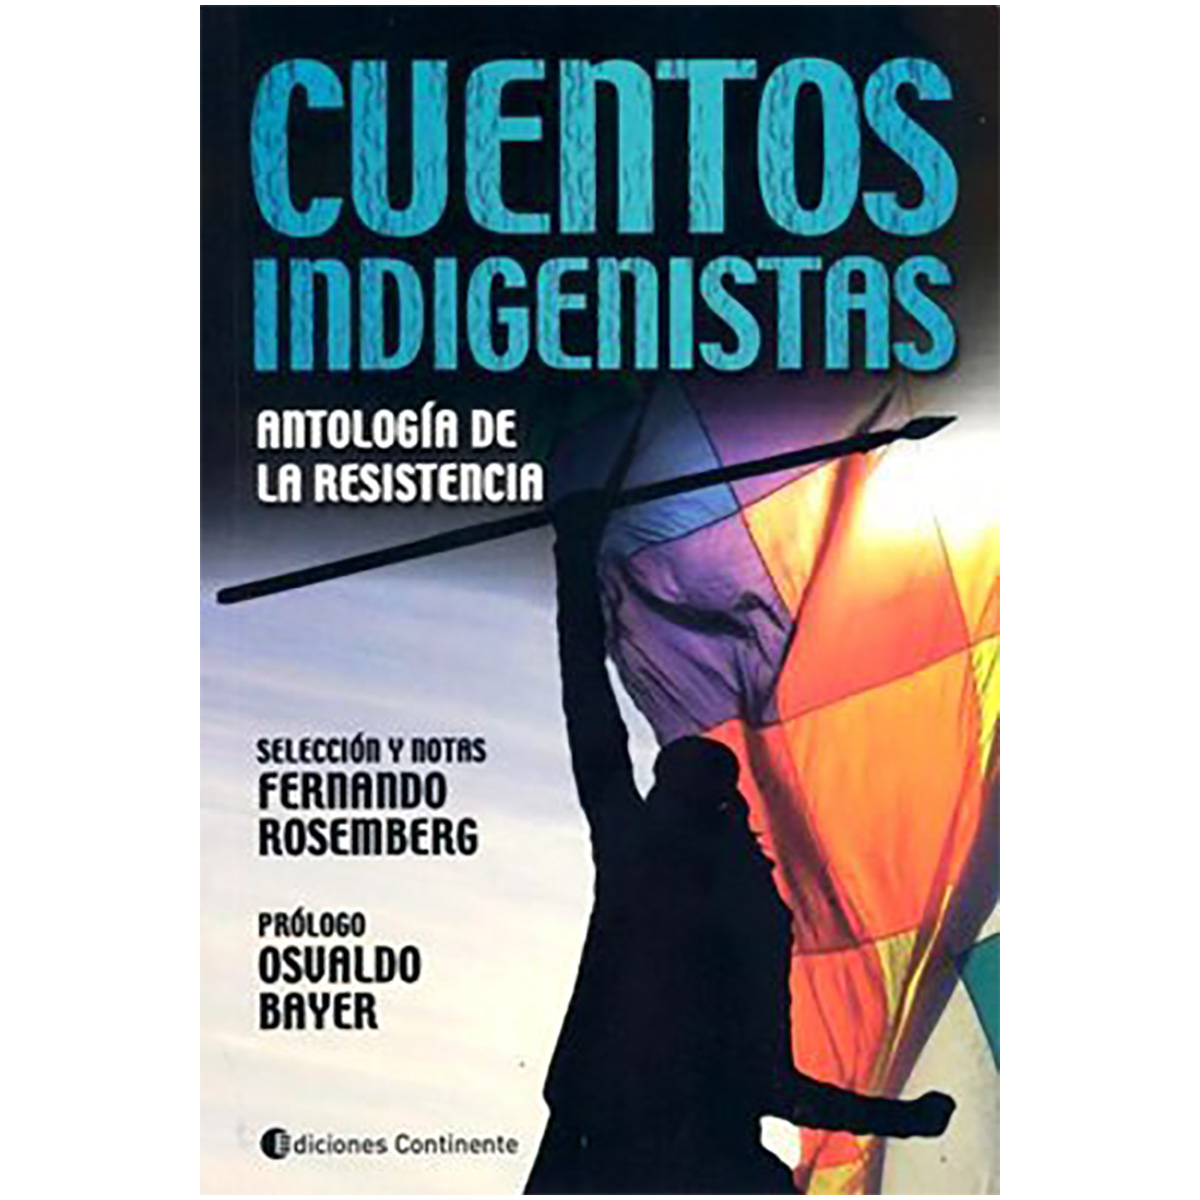 CUENTOS
INDIGENISTAS
ANTOLOGÍA DE
LA RESISTENCIA
SELECCIÓN Y NOTAS
FERNANDO
ROSEMBERG
PRÓLOGO
OSVALDO
BAYER
Ediciones Continente